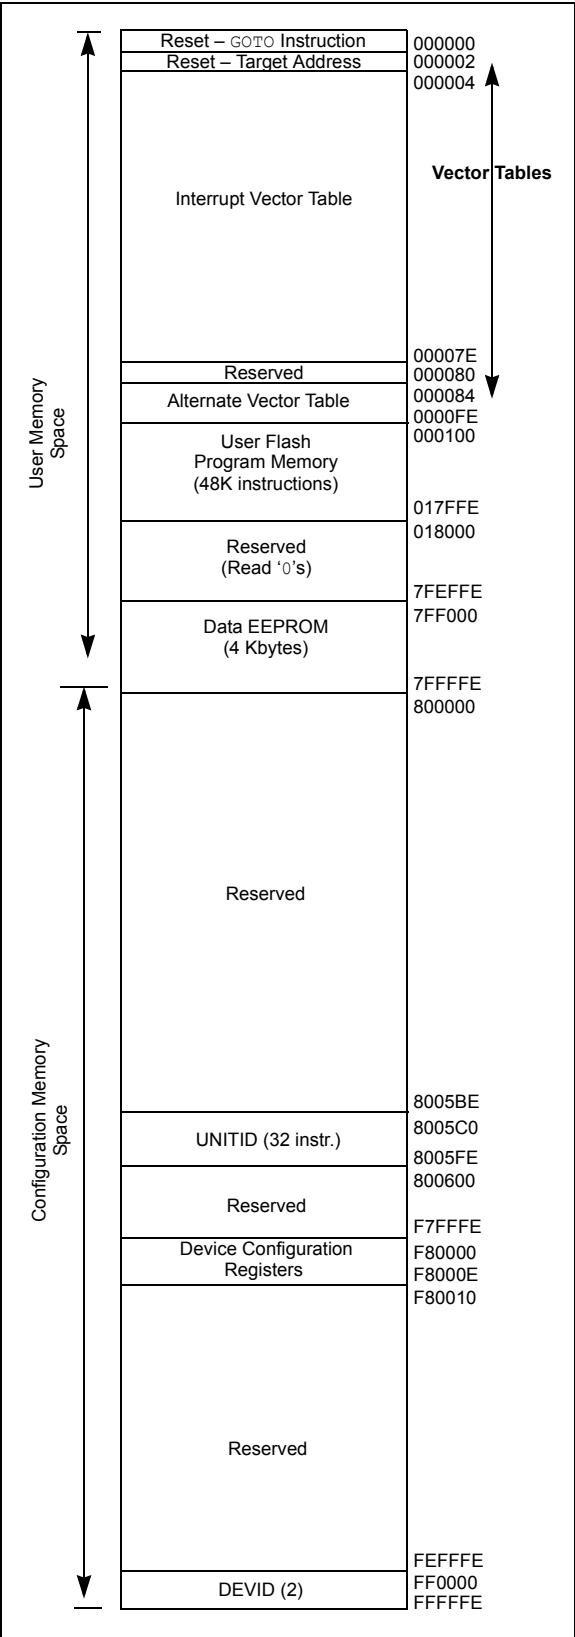 Reset – GOTO Instruction
000000
Reset – Target Address
000002
000004
Vector Tables
Interrupt Vector Table
00007E
Reserved
000080
Alternate Vector Table
000084
0000FE
000100
User Memory
Space
User Flash
Program Memory
(48K instructions)
017FFE
018000
Reserved
(Read ‘0’s)
7FEFFE
7FF000
Data EEPROM
(4 Kbytes)
7FFFFE
800000
Reserved
Configuration Memory
Space
8005BE
8005C0
UNITID (32 instr.)
8005FE
800600
Reserved
F7FFFE
Device Configuration
Registers
F80000
F8000E
F80010
Reserved
FEFFFE
FF0000
DEVID (2)
FFFFFE